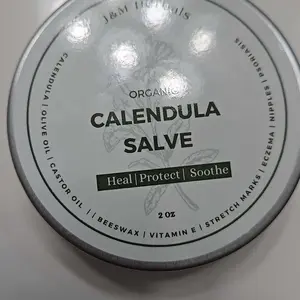 J&M Herbals
ORGANIC
CALENDULA
SALVE
Heal | Protect | Soothe
2 OZ
CALENDULA | OLIVE OIL | CASTOR OIL | | BEESWAX | VITAMIN E | STRETCH MARKS | ECZEMA | NIPPLES | PSORIASIS